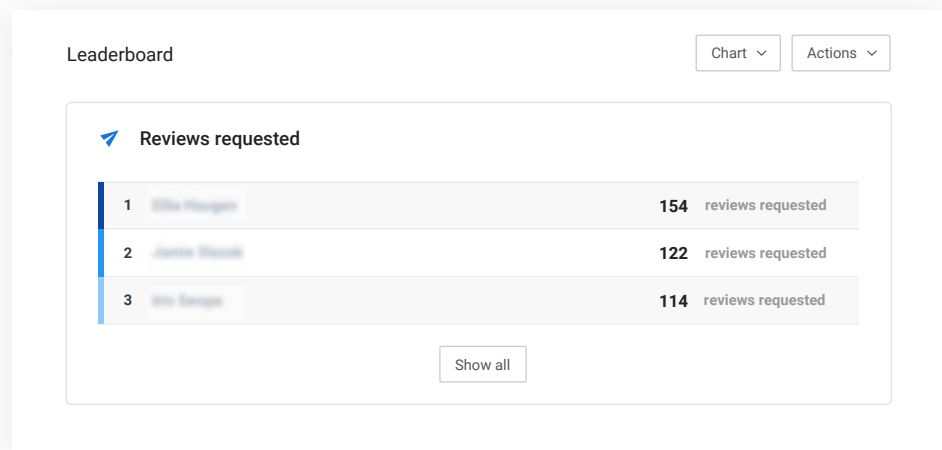 Leaderboard Chart Actions
Reviews requested
1 154 reviews requested
2 122 reviews requested
3 114 reviews requested
Show all